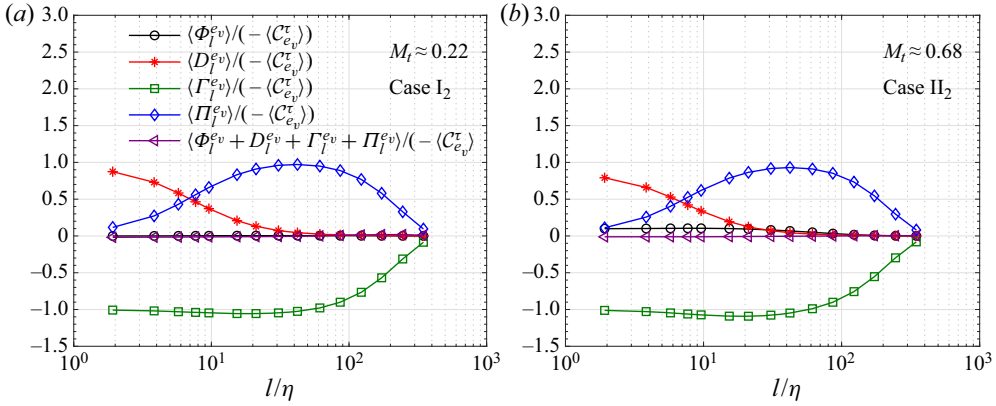 (a)
3.0
2.5
2.0
1.5
1.0
0.5
0
−0.5
−1.0
−1.5
⟨Φ_l^{e_v}⟩/(−⟨𝒞_{e_v}^τ⟩)
⟨D_l^{e_v}⟩/(−⟨𝒞_{e_v}^τ⟩)
⟨Γ_l^{e_v}⟩/(−⟨𝒞_{e_v}^τ⟩)
⟨Π_l^{e_v}⟩/(−⟨𝒞_{e_v}^τ⟩)
⟨Φ_l^{e_v} + D_l^{e_v} + Γ_l^{e_v} + Π_l^{e_v}⟩/(−⟨𝒞_{e_v}^τ⟩
M_t ≈ 0.22
Case I_2
10^0 10^1 10^2 10^3
l/η
(b)
3.0
2.5
2.0
1.5
1.0
0.5
0
−0.5
−1.0
−1.5
M_t ≈ 0.68
Case II_2
10^0 10^1 10^2 10^3
l/η